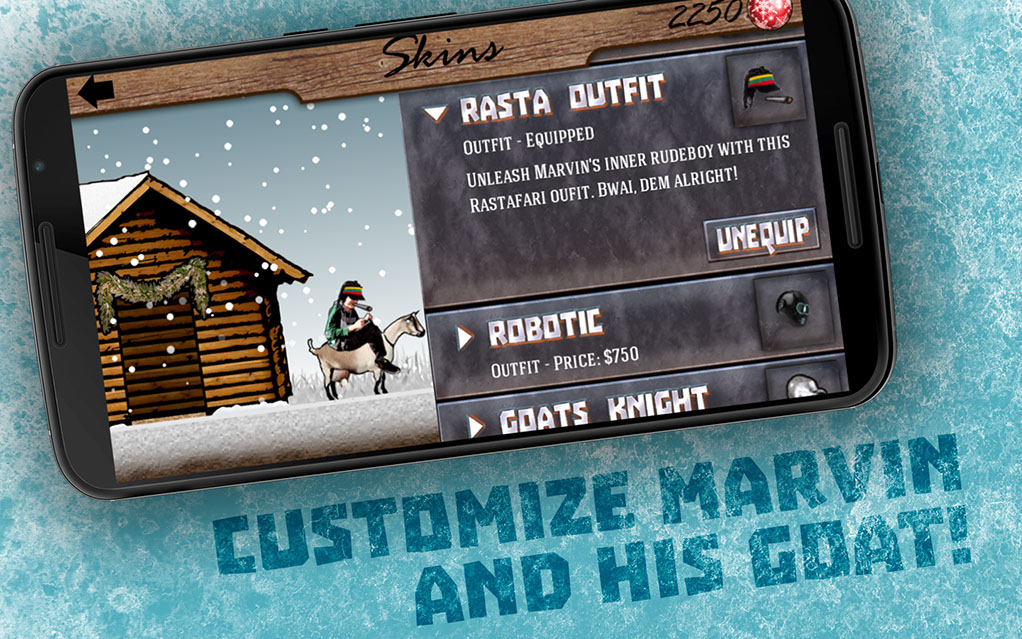 Skins
2250
RASTA OUTFIT
OUTFIT - EQUIPPED
UNLEASH MARVIN'S INNER RUDEBOY WITH THIS
RASTAFARI OUFIT. BWAI, DEM ALRIGHT!
UNEQUIP
ROBOTIC
OUTFIT - PRICE: $750
GOATS KNIGHT
CUSTOMIZE MARVIN
AND HIS GOAT!